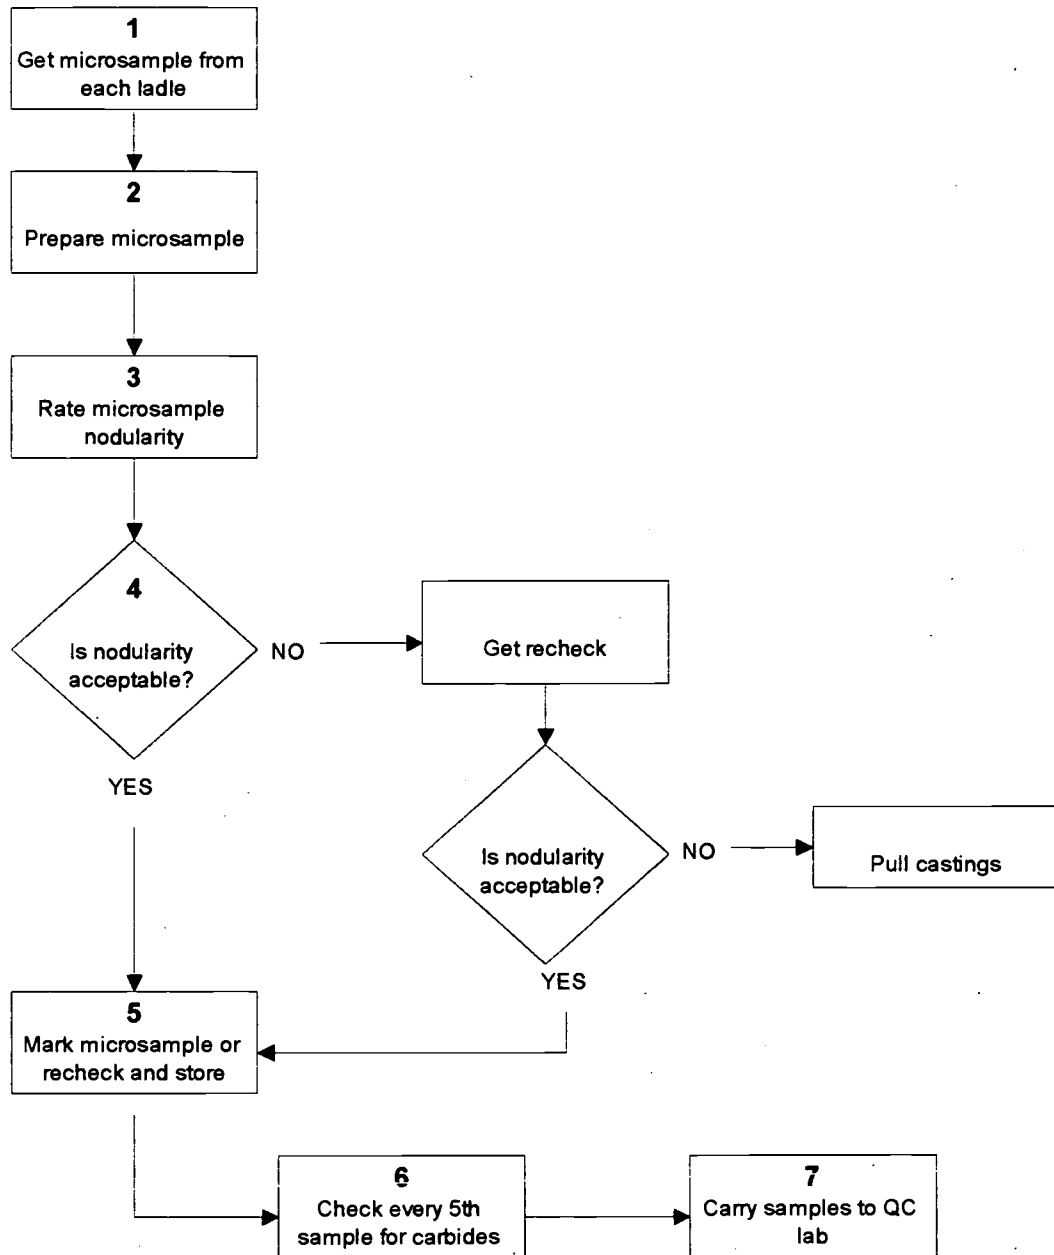 1
Get microsample from
each ladle
2
Prepare microsample
3
Rate microsample
nodularity
4
Is nodularity
acceptable?
NO
Get recheck
YES
Is nodularity
acceptable?
NO
Pull castings
YES
5
Mark microsample or
recheck and store
6
Check every 5th
sample for carbides
7
Carry samples to QC
lab